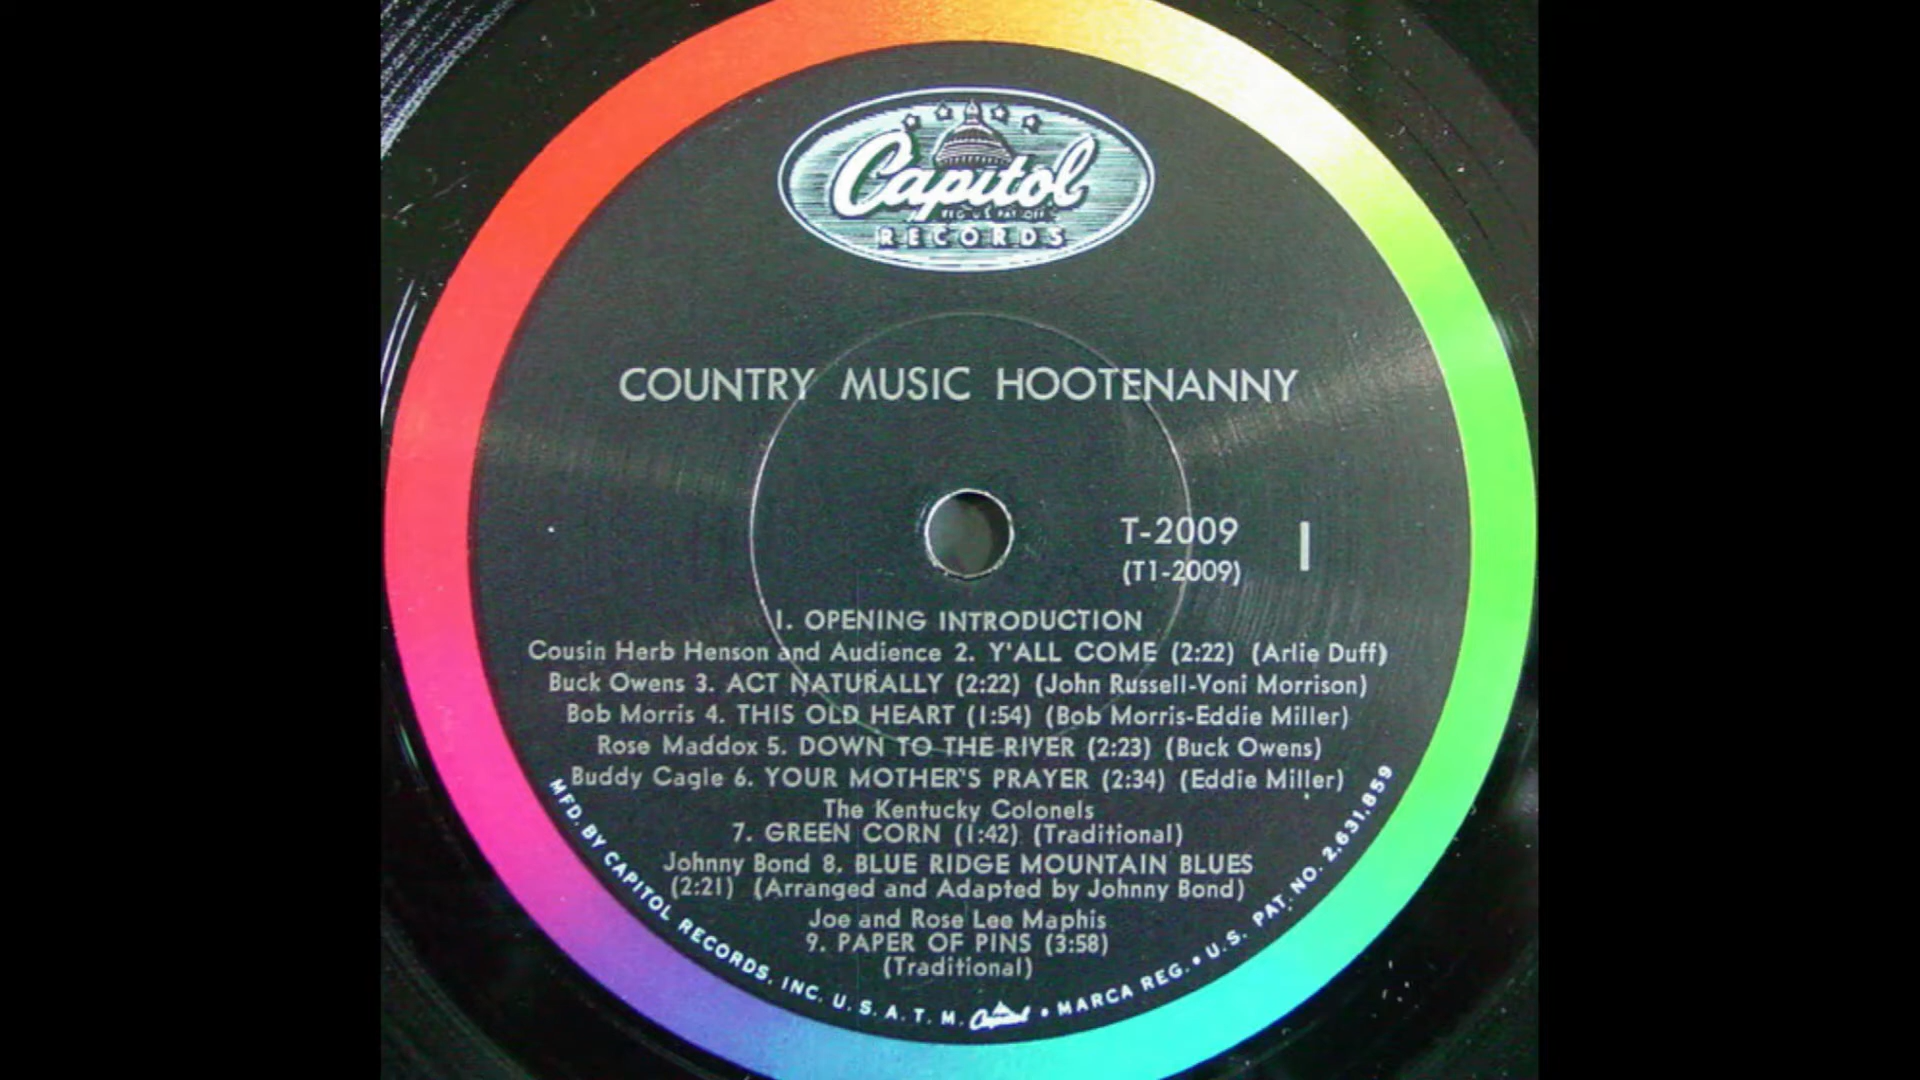 Capitol
REG. U.S. PAT. OFF.
RECORDS
COUNTRY MUSIC HOOTENANNY
T-2009
1
(T1-2009)
1. OPENING INTRODUCTION
Cousin Herb Henson and Audience 2. Y'ALL COME (2:22) (Arlie Duff)
Buck Owens 3. ACT NATURALLY (2:22) (John Russell-Voni Morrison)
Bob Morris 4. THIS OLD HEART (1:54) (Bob Morris-Eddie Miller)
Rose Maddox 5. DOWN TO THE RIVER (2:23) (Buck Owens)
Buddy Cagle 6. YOUR MOTHER'S PRAYER (2:34) (Eddie Miller)
The Kentucky Colonels
7. GREEN CORN (1:42) (Traditional)
Johnny Bond 8. BLUE RIDGE MOUNTAIN BLUES
(2:21) (Arranged and Adapted by Johnny Bond)
Joe and Rose Lee Maphis
9. PAPER OF PINS (3:58)
(Traditional)
MFD. BY CAPITOL RECORDS, INC. U.S.A. T.M. Capitol • MARCA REG. • U.S. PAT. NO. 2,631,859